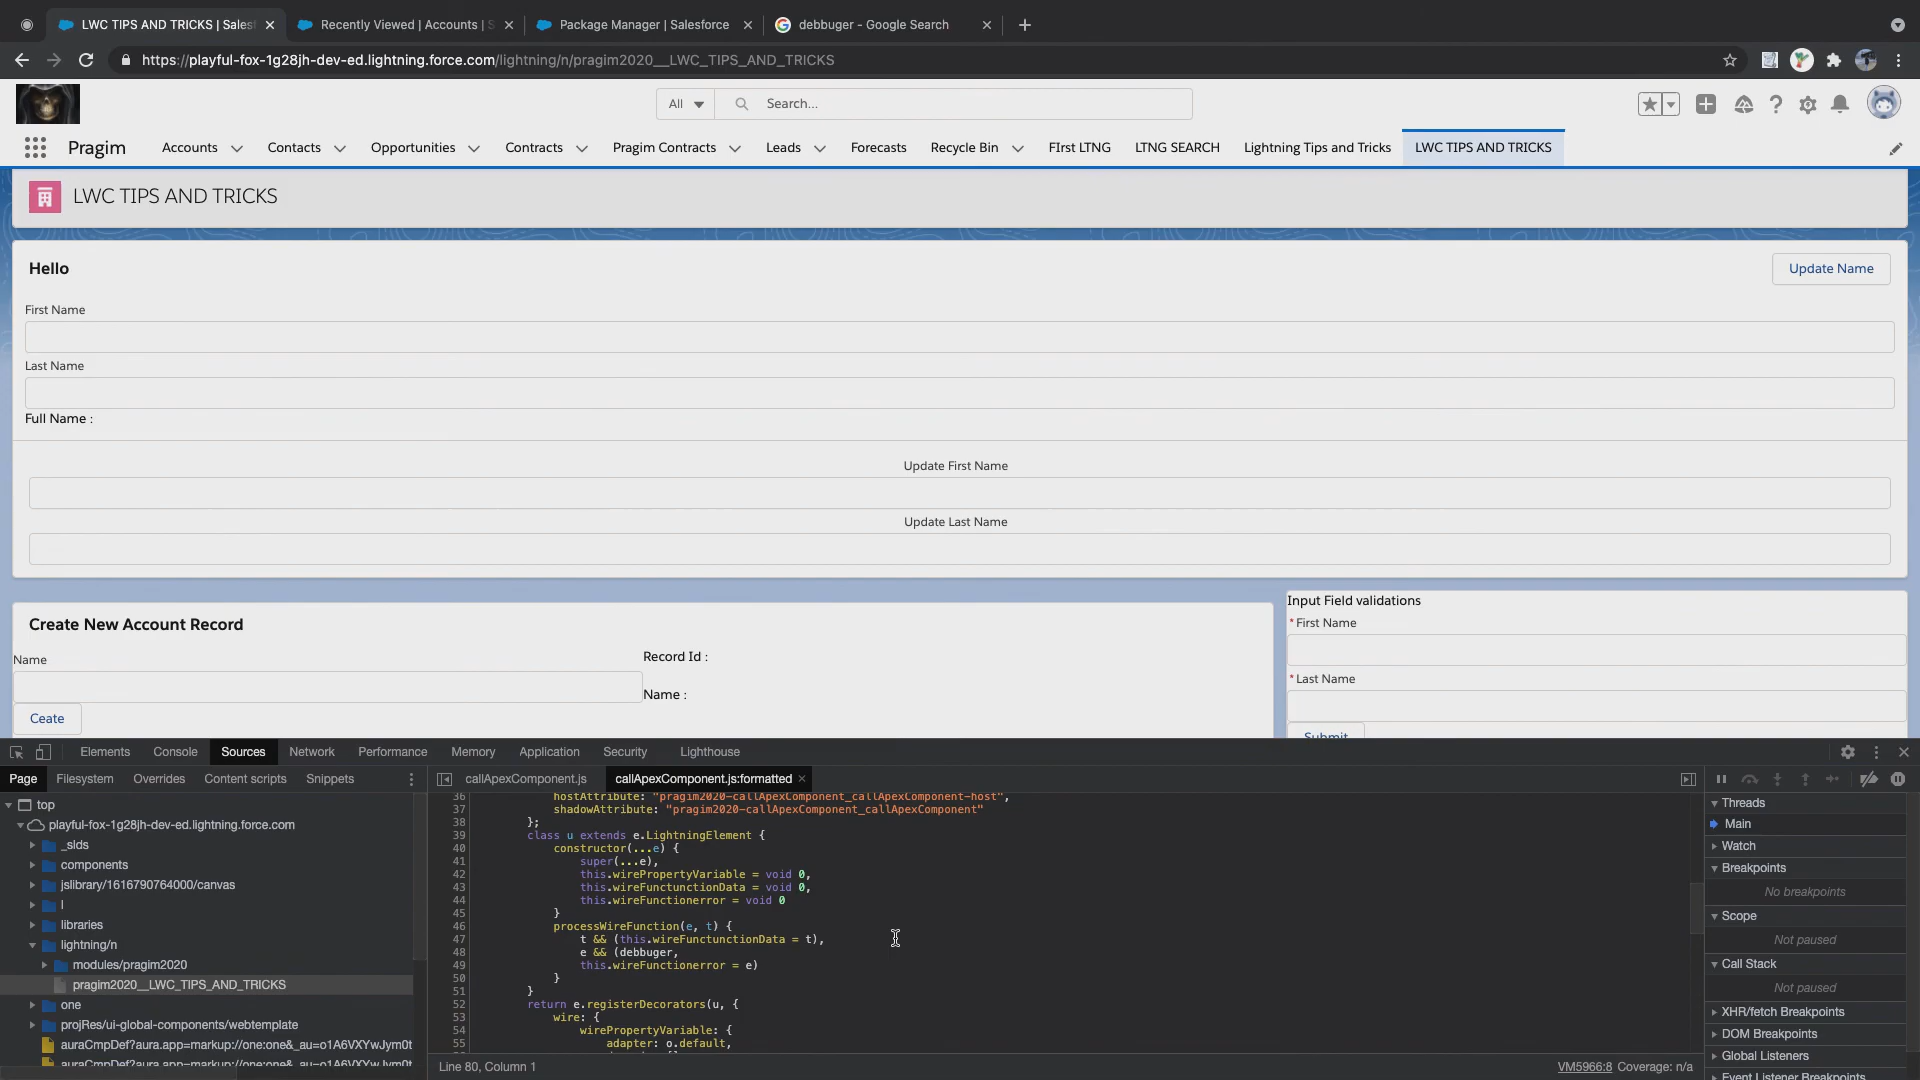 LWC TIPS AND TRICKS | Sales
Recently Viewed | Accounts | S
Package Manager | Salesforce
debbuger - Google Search
https://playful-fox-1g28jh-dev-ed.lightning.force.com/lightning/n/pragim2020__LWC_TIPS_AND_TRICKS
All
Search...
Pragim
Accounts
Contacts
Opportunities
Contracts
Pragim Contracts
Leads
Forecasts
Recycle Bin
FIrst LTNG
LTNG SEARCH
Lightning Tips and Tricks
LWC TIPS AND TRICKS
LWC TIPS AND TRICKS
Hello
Update Name
First Name
Last Name
Full Name :
Update First Name
Update Last Name
Create New Account Record
Name
Record Id :
Name :
Ceate
Input Field validations
* First Name
* Last Name
Submit
Elements Console Sources Network Performance Memory Application Security Lighthouse
Page Filesystem Overrides Content scripts Snippets
top
playful-fox-1g28jh-dev-ed.lightning.force.com
_slds
components
jslibrary/1616790764000/canvas
l
libraries
lightning/n
modules/pragim2020
pragim2020__LWC_TIPS_AND_TRICKS
one
projRes/ui-global-components/webtemplate
auraCmpDef?aura.app=markup://one:one&_au=o1A6VXYwJym0t
auraCmpDef?aura.app=markup://one:one&_au=o1A6VXYwJym0t
callApexComponent.js
callApexComponent.js:formatted
36 hostAttribute: "pragim2020-callApexComponent_callApexComponent-host",
37 shadowAttribute: "pragim2020-callApexComponent_callApexComponent"
38 };
39 class u extends e.LightningElement {
40 constructor(...e) {
41 super(...e),
42 this.wirePropertyVariable = void 0,
43 this.wireFunctunctionData = void 0,
44 this.wireFunctionerror = void 0
45 }
46 processWireFunction(e, t) {
47 t && (this.wireFunctunctionData = t),
48 e && (debbuger,
49 this.wireFunctionerror = e)
50 }
51 }
52 return e.registerDecorators(u, {
53 wire: {
54 wirePropertyVariable: {
55 adapter: o.default,
Line 80, Column 1
VM5966:8 Coverage: n/a
Threads
Main
Watch
Breakpoints
No breakpoints
Scope
Not paused
Call Stack
Not paused
XHR/fetch Breakpoints
DOM Breakpoints
Global Listeners
Event Listener Breakpoints